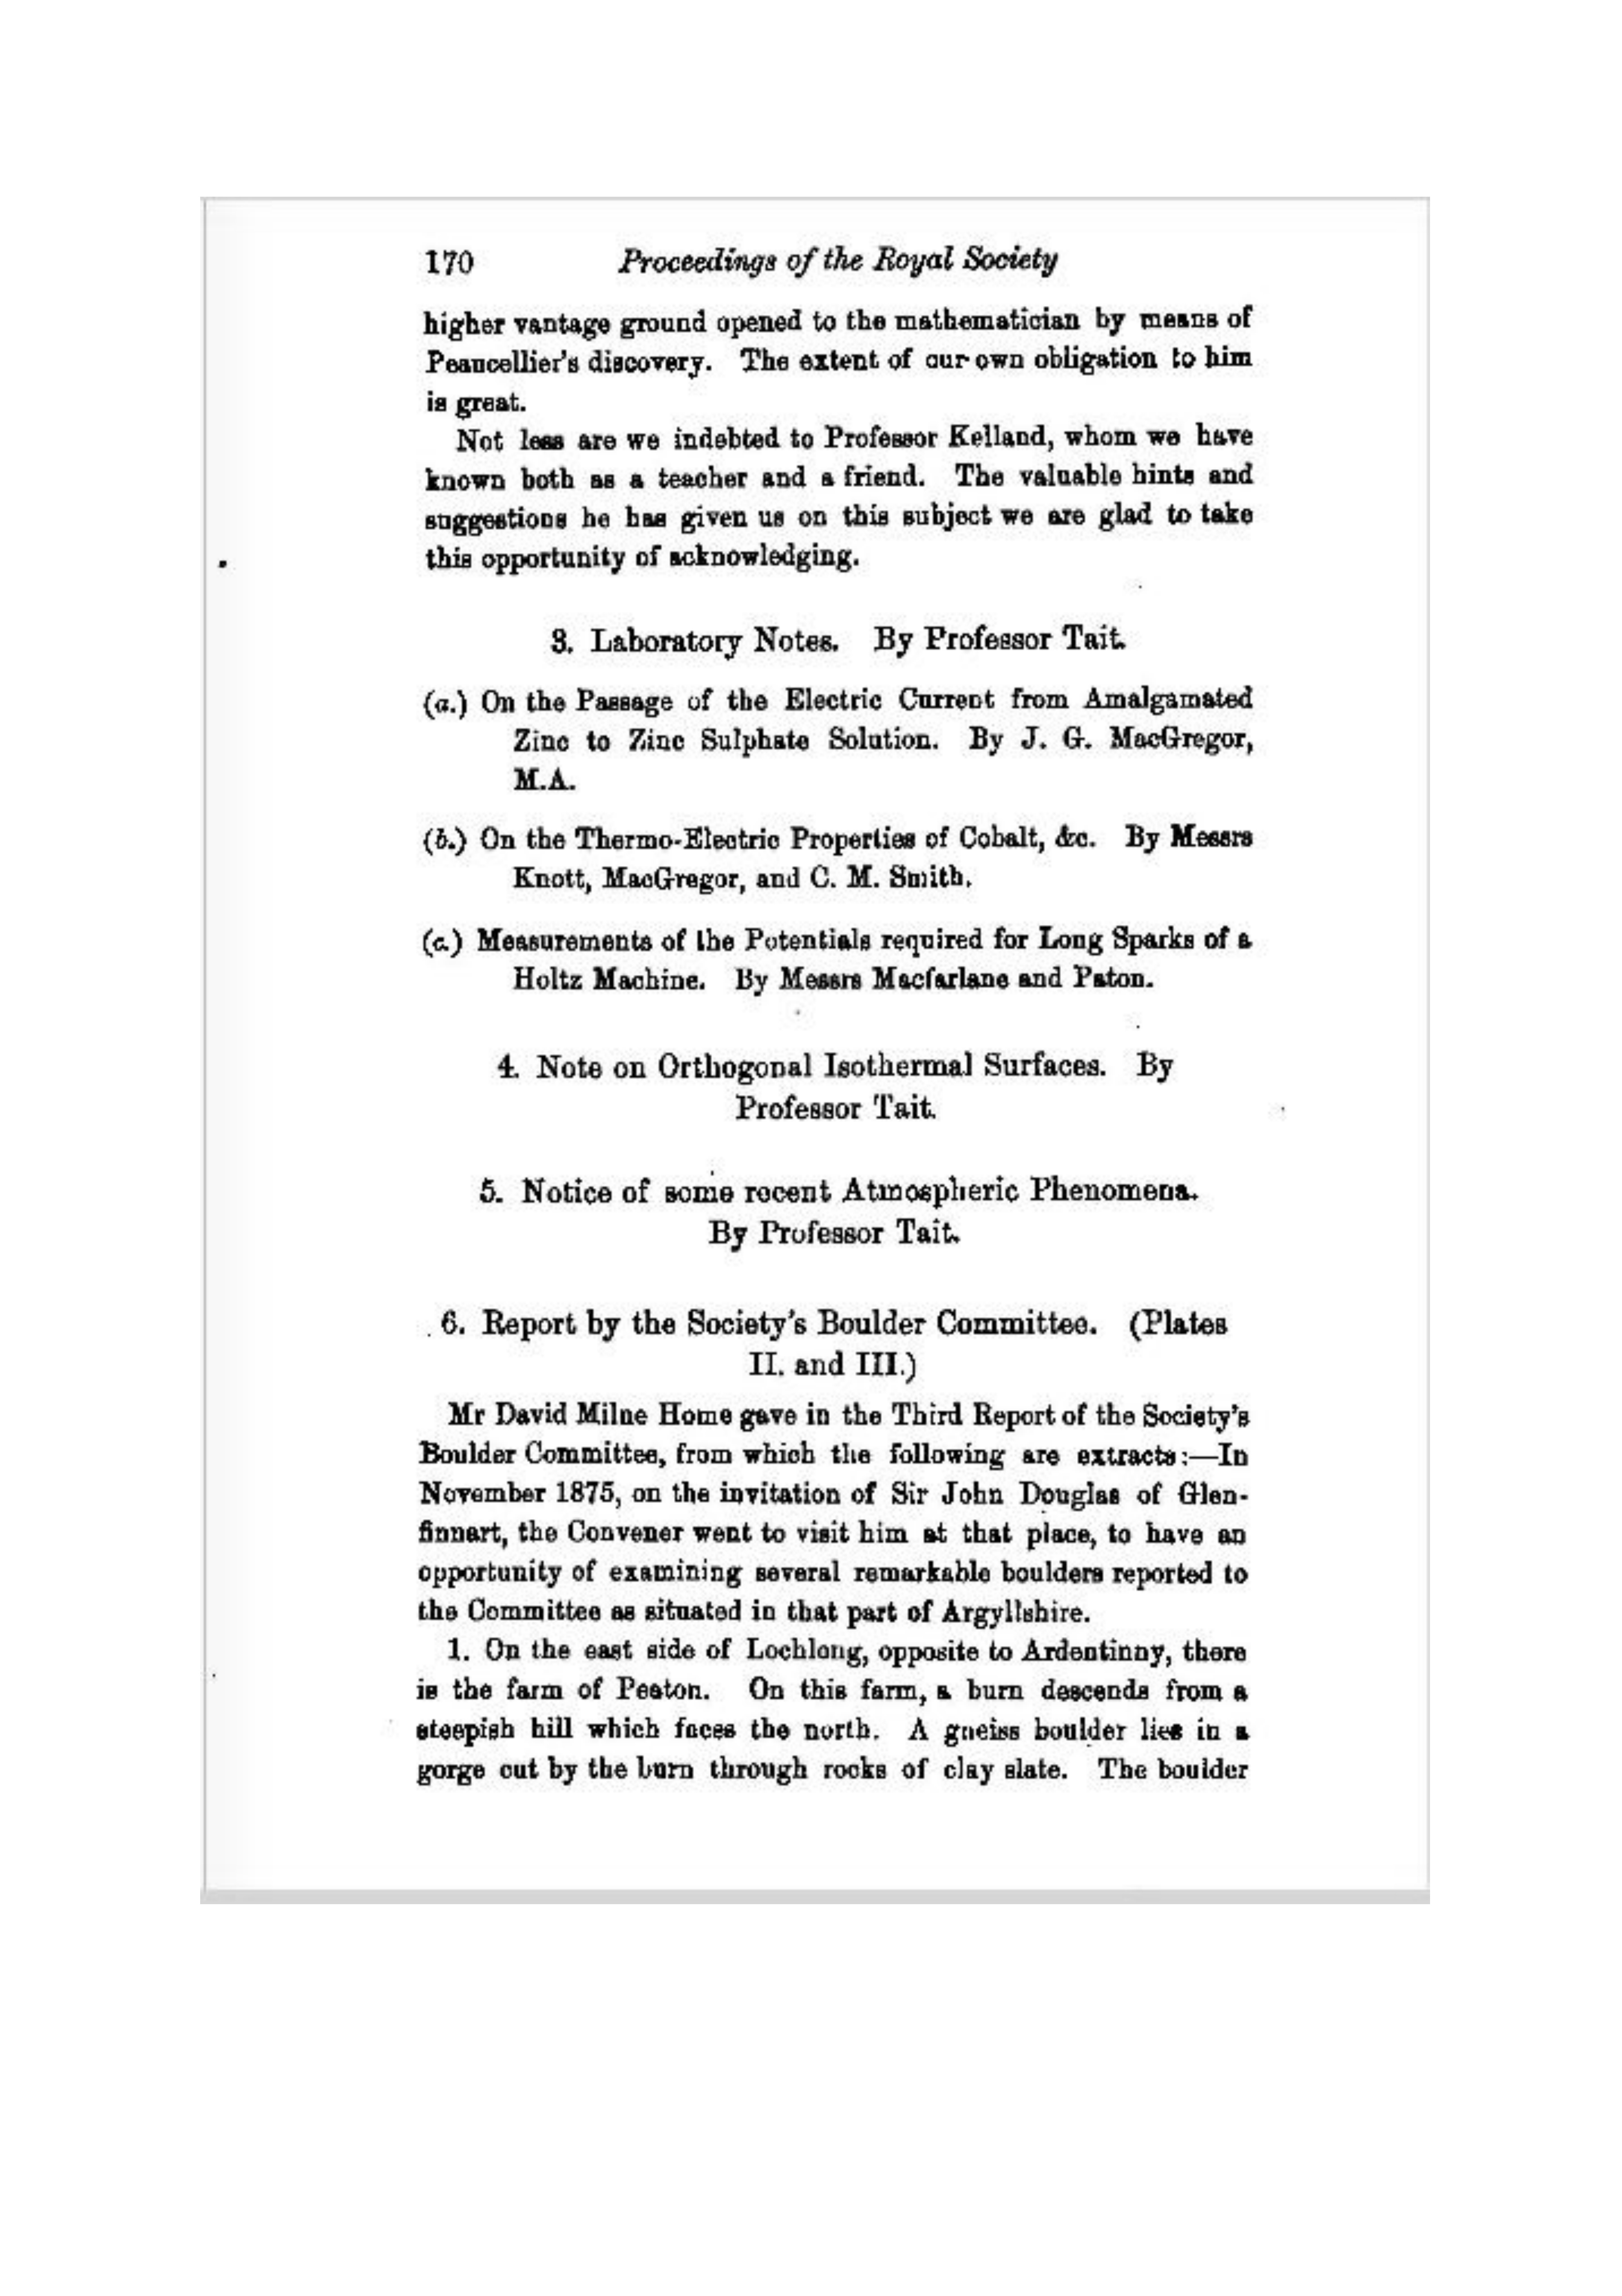 170 Proceedings of the Royal Society
higher vantage ground opened to the mathematician by means of
Peaucellier's discovery. The extent of our own obligation to him
is great.
Not less are we indebted to Professor Kelland, whom we have
known both as a teacher and a friend. The valuable hints and
suggestions he has given us on this subject we are glad to take
this opportunity of acknowledging.
3. Laboratory Notes. By Professor Tait.
(a.) On the Passage of the Electric Current from Amalgamated
Zinc to Zinc Sulphate Solution. By J. G. MacGregor,
M.A.
(b.) On the Thermo-Electric Properties of Cobalt, &c. By Messrs
Knott, MacGregor, and C. M. Smith.
(c.) Measurements of the Potentials required for Long Sparks of a
Holtz Machine. By Messrs Macfarlane and Paton.
4. Note on Orthogonal Isothermal Surfaces. By
Professor Tait.
5. Notice of some recent Atmospheric Phenomena.
By Professor Tait.
6. Report by the Society's Boulder Committee. (Plates
II. and III.)
Mr David Milne Home gave in the Third Report of the Society's
Boulder Committee, from which the following are extracts:—In
November 1875, on the invitation of Sir John Douglas of Glen-
finnart, the Convener went to visit him at that place, to have an
opportunity of examining several remarkable boulders reported to
the Committee as situated in that part of Argyllshire.
1. On the east side of Lochlong, opposite to Ardentinny, there
is the farm of Peaton. On this farm, a burn descends from a
steepish hill which faces the north. A gneiss boulder lies in a
gorge cut by the burn through rocks of clay slate. The boulder